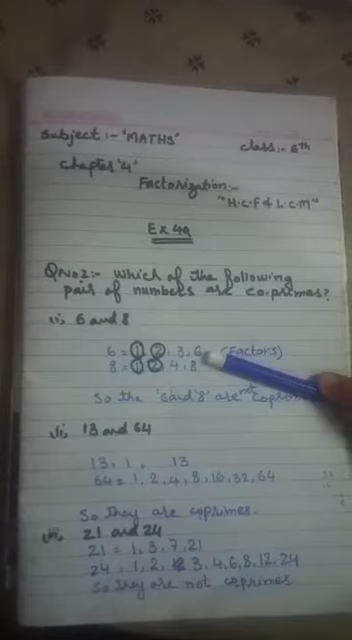 Subject :- "MATHS"
Class:- 6th
Chapter '4'
Factorization:-
"H.C.F & L.C.M"
Ex 4a
QNo2:- Which of the following
pair of numbers are co.primes?
(i) 6 and 8
6 = 1, 2, 3, 6 (Factors)
8 = 1, 2, 4, 8
So the '6 and '8' are not coprim
ii, 13 and 64
13, 1, 13
64 = 1, 2, 4, 8, 16, 32, 64
So they are coprimes.
iii, 21 and 24
21 = 1, 3, 7, 21
24 = 1, 2, 3, 4, 6, 8, 12, 24
So they are not coprimes